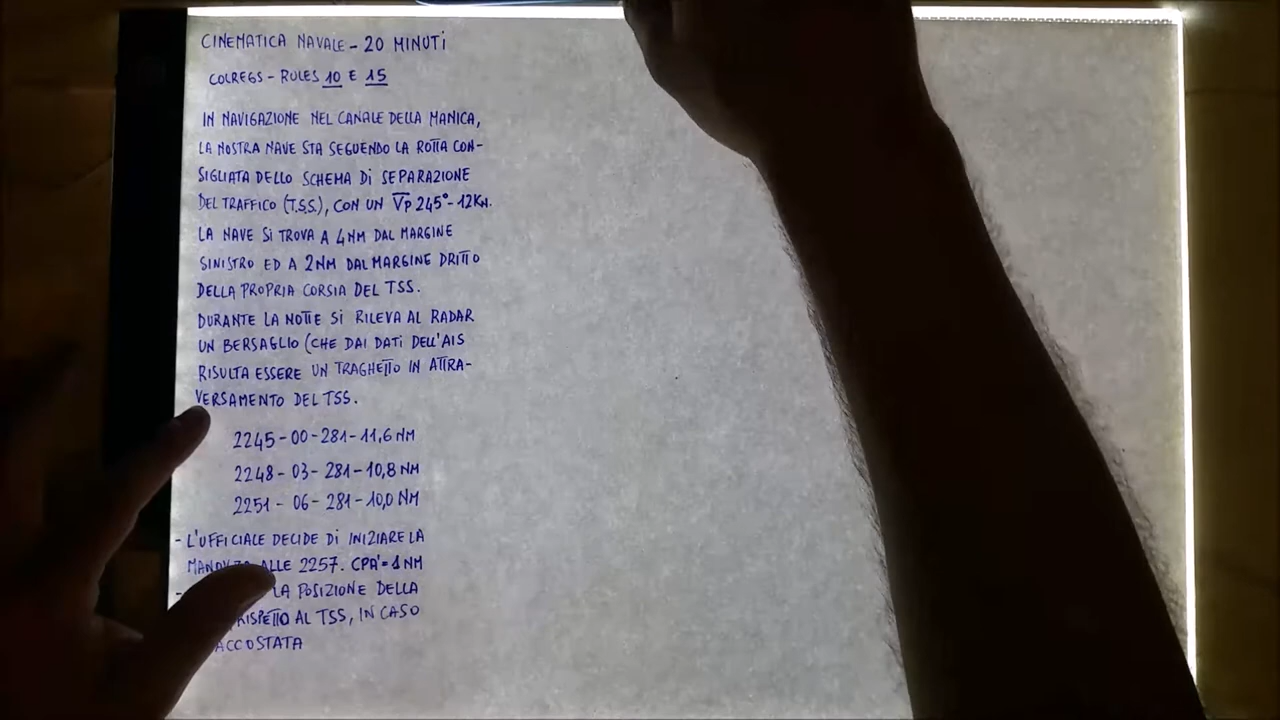 CINEMATICA NAVALE - 20 MINUTI
COLREGS - RULES 10 E 15
IN NAVIGAZIONE NEL CANALE DELLA MANICA,
LA NOSTRA NAVE STA SEGUENDO LA ROTTA CON-
SIGLIATA DELLO SCHEMA DI SEPARAZIONE
DEL TRAFFICO (T.S.S.), CON UN V̅p 245° - 12Kn.
LA NAVE SI TROVA A 4NM DAL MARGINE
SINISTRO ED A 2NM DAL MARGINE DRITTO
DELLA PROPRIA CORSIA DEL TSS.
DURANTE LA NOTTE SI RILEVA AL RADAR
UN BERSAGLIO (CHE DAI DATI DELL'AIS
RISULTA ESSERE UN TRAGHETTO IN ATTRA-
VERSAMENTO DEL TSS.
2245 - 00 - 281 - 11,6 NM
2248 - 03 - 281 - 10,8 NM
2251 - 06 - 281 - 10,0 NM
- L'UFFICIALE DECIDE DI INIZIARE LA
ALLE 2257. CPA' = 1 NM
- LA POSIZIONE DELLA
RISPETTO AL TSS, IN CASO
ACCOSTATA